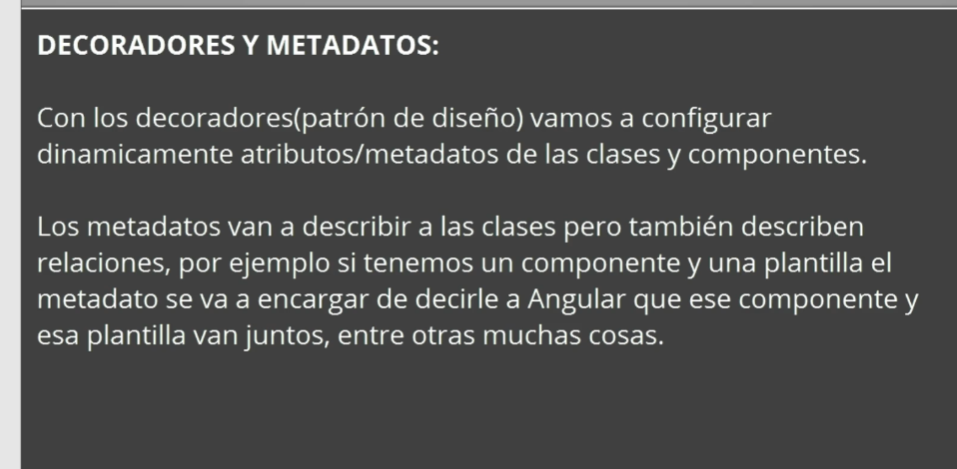 DECORADORES Y METADATOS:
Con los decoradores(patrón de diseño) vamos a configurar
dinamicamente atributos/metadatos de las clases y componentes.
Los metadatos van a describir a las clases pero también describen
relaciones, por ejemplo si tenemos un componente y una plantilla el
metadato se va a encargar de decirle a Angular que ese componente y
esa plantilla van juntos, entre otras muchas cosas.